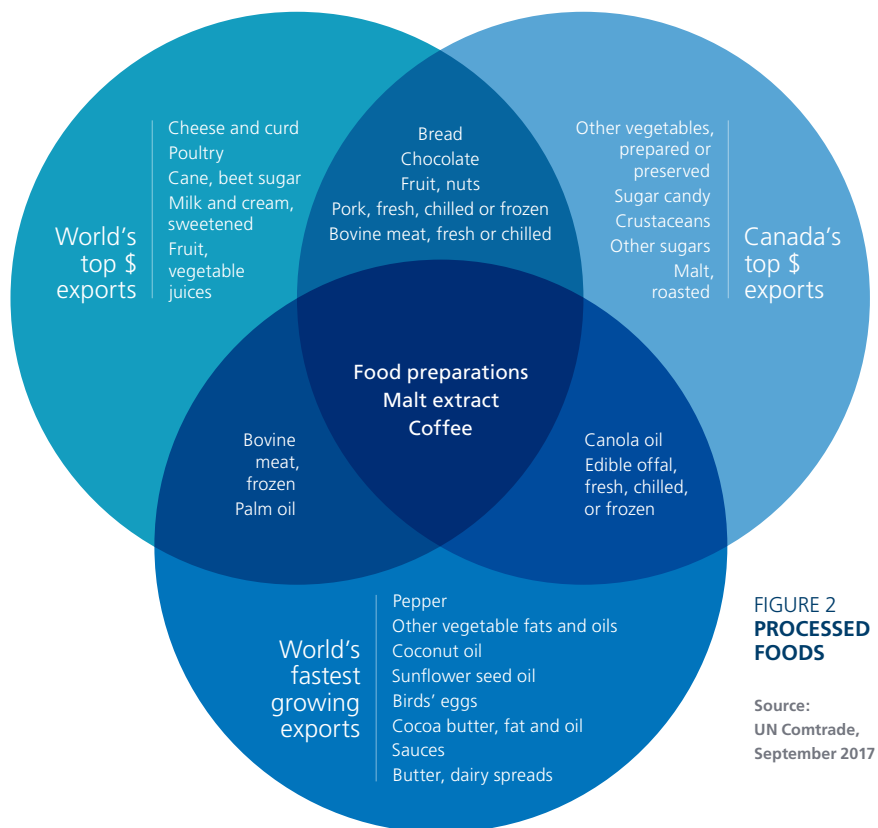 World's
top $
exports
Cheese and curd
Poultry
Cane, beet sugar
Milk and cream,
sweetened
Fruit,
vegetable
juices
Bread
Chocolate
Fruit, nuts
Pork, fresh, chilled or frozen
Bovine meat, fresh or chilled
Other vegetables,
prepared or
preserved
Sugar candy
Crustaceans
Other sugars
Malt,
roasted
Canada's
top $
exports
Food preparations
Malt extract
Coffee
Bovine
meat,
frozen
Palm oil
Canola oil
Edible offal,
fresh, chilled,
or frozen
World's
fastest
growing
exports
Pepper
Other vegetable fats and oils
Coconut oil
Sunflower seed oil
Birds' eggs
Cocoa butter, fat and oil
Sauces
Butter, dairy spreads
FIGURE 2
PROCESSED
FOODS
Source:
UN Comtrade,
September 2017